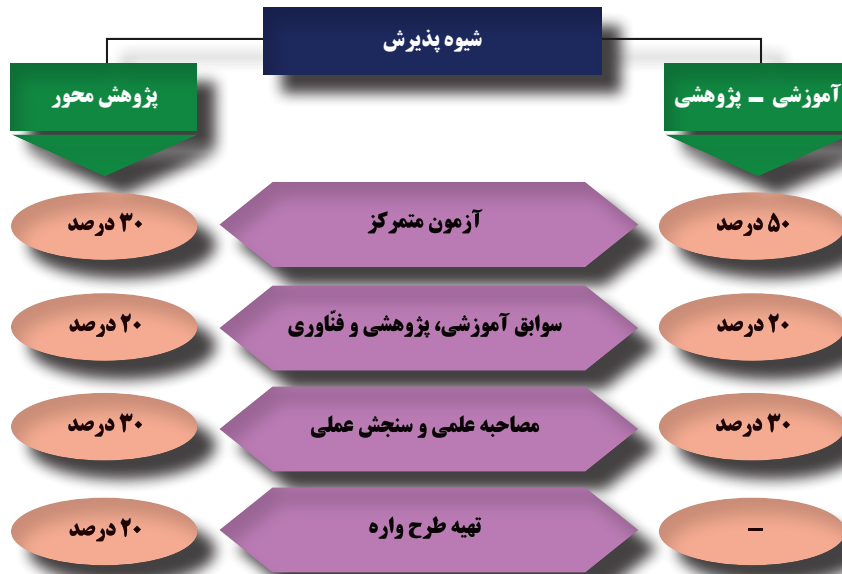 شیوه پذیرش
آموزشی ـ پژوهشی
پژوهش محور
۵۰ درصد
آزمون متمرکز
۳۰ درصد
۲۰ درصد
سوابق آموزشی، پژوهشی و فنّاوری
۲۰ درصد
۳۰ درصد
مصاحبه علمی و سنجش عملی
۳۰ درصد
–
تهیه طرح واره
۲۰ درصد